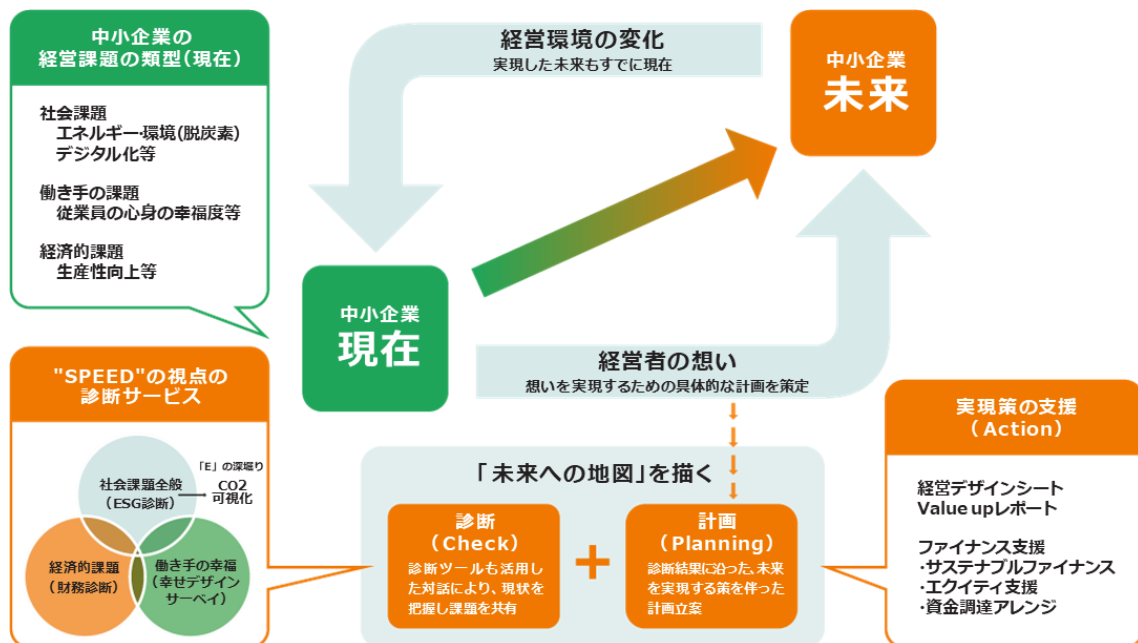 中小企業の
経営課題の類型(現在)
社会課題
エネルギー・環境(脱炭素)
デジタル化等
働き手の課題
従業員の心身の幸福度等
経済的課題
生産性向上等
経営環境の変化
実現した未来もすでに現在
中小企業
未来
中小企業
現在
経営者の想い
想いを実現するための具体的な計画を策定
"SPEED"の視点の
診断サービス
社会課題全般
(ESG診断)
「E」の深堀り
CO2
可視化
経済的課題
(財務診断)
働き手の幸福
(幸せデザイン
サーベイ)
「未来への地図」を描く
診断
(Check)
診断ツールも活用し
た対話により、現状を
把握し課題を共有
+
計画
(Planning)
診断結果に沿った、未来
を実現する策を伴った
計画立案
実現策の支援
(Action)
経営デザインシート
Value upレポート
ファイナンス支援
・サステナブルファイナンス
・エクイティ支援
・資金調達アレンジ